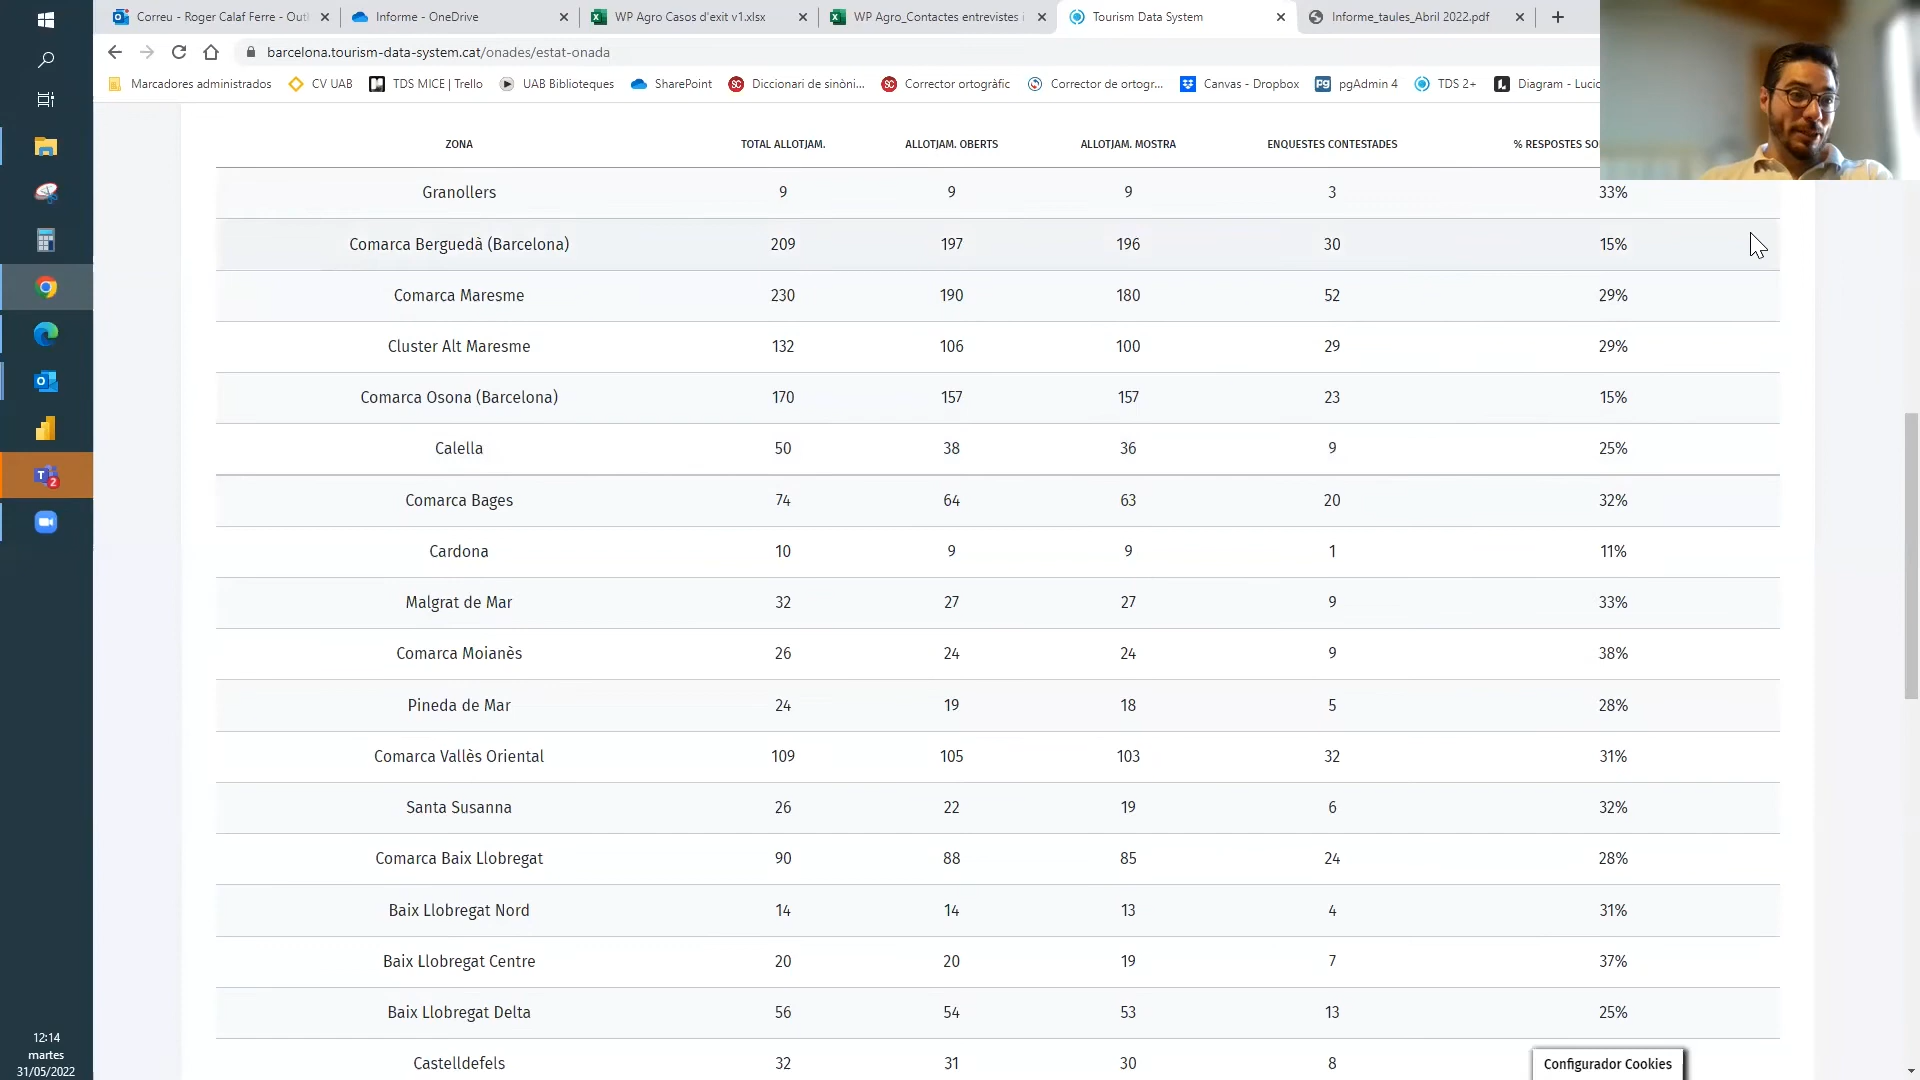 Correu - Roger Calaf Ferre - Out
Informe - OneDrive
WP Agro Casos d'exit v1.xlsx
WP Agro_Contactes entrevistes i
Tourism Data System
Informe_taules_Abril 2022.pdf
barcelona.tourism-data-system.cat/onades/estat-onada
Marcadores administrados
CV UAB
TDS MICE | Trello
UAB Biblioteques
SharePoint
Diccionari de sinòni...
Corrector ortogràfic
Corrector de ortogr...
Canvas - Dropbox
pgAdmin 4
TDS 2+
Diagram - Lucid
ZONA TOTAL ALLOTJAM. ALLOTJAM. OBERTS ALLOTJAM. MOSTRA ENQUESTES CONTESTADES % RESPOSTES SO
Granollers 9 9 9 3 33%
Comarca Berguedà (Barcelona) 209 197 196 30 15%
Comarca Maresme 230 190 180 52 29%
Cluster Alt Maresme 132 106 100 29 29%
Comarca Osona (Barcelona) 170 157 157 23 15%
Calella 50 38 36 9 25%
Comarca Bages 74 64 63 20 32%
Cardona 10 9 9 1 11%
Malgrat de Mar 32 27 27 9 33%
Comarca Moianès 26 24 24 9 38%
Pineda de Mar 24 19 18 5 28%
Comarca Vallès Oriental 109 105 103 32 31%
Santa Susanna 26 22 19 6 32%
Comarca Baix Llobregat 90 88 85 24 28%
Baix Llobregat Nord 14 14 13 4 31%
Baix Llobregat Centre 20 20 19 7 37%
Baix Llobregat Delta 56 54 53 13 25%
Castelldefels 32 31 30 8
Configurador Cookies
12:14
martes
31/05/2022